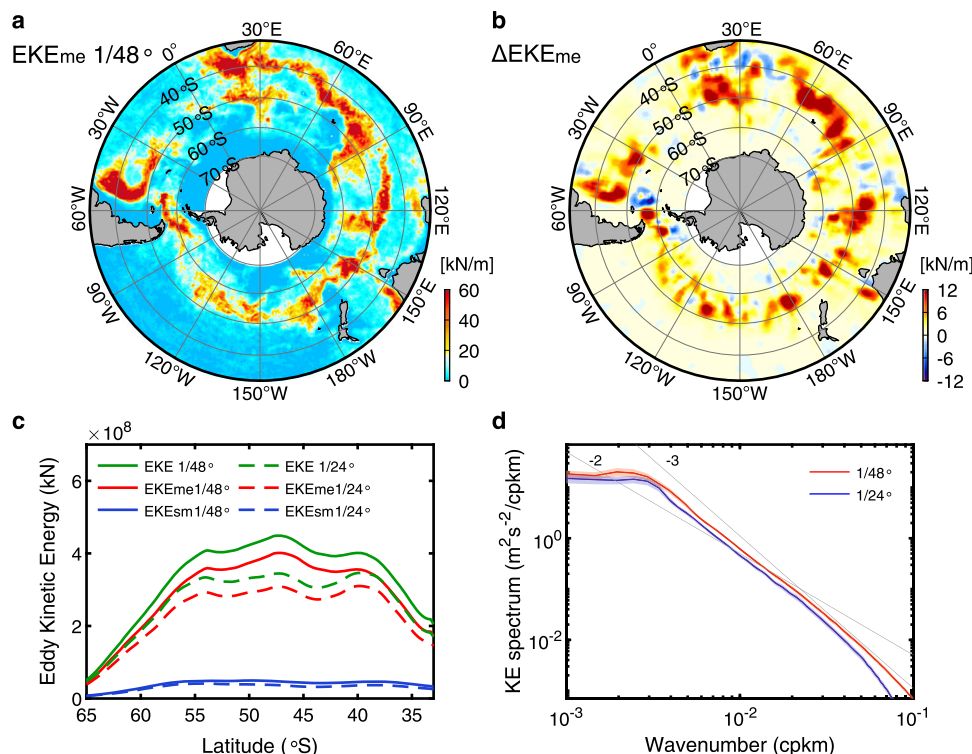 a
EKEme 1/48°
0°
30°E
60°E
90°E
120°E
150°E
180°W
150°W
120°W
90°W
60°W
30°W
40°S
50°S
60°S
70°S
[kN/m]
60
40
20
0
b
ΔEKEme
0°
30°E
60°E
90°E
120°E
150°E
180°W
150°W
120°W
90°W
60°W
30°W
40°S
50°S
60°S
70°S
[kN/m]
12
6
0
-6
-12
c
×10⁸
EKE 1/48°
EKE 1/24°
EKEme1/48°
EKEme1/24°
EKEsm1/48°
EKEsm1/24°
Eddy Kinetic Energy (kN)
6
4
2
0
65 60 55 50 45 40 35
Latitude (°S)
d
-2
-3
1/48°
1/24°
KE spectrum (m²s⁻²/cpkm)
10⁰
10⁻²
10⁻³ 10⁻² 10⁻¹
Wavenumber (cpkm)